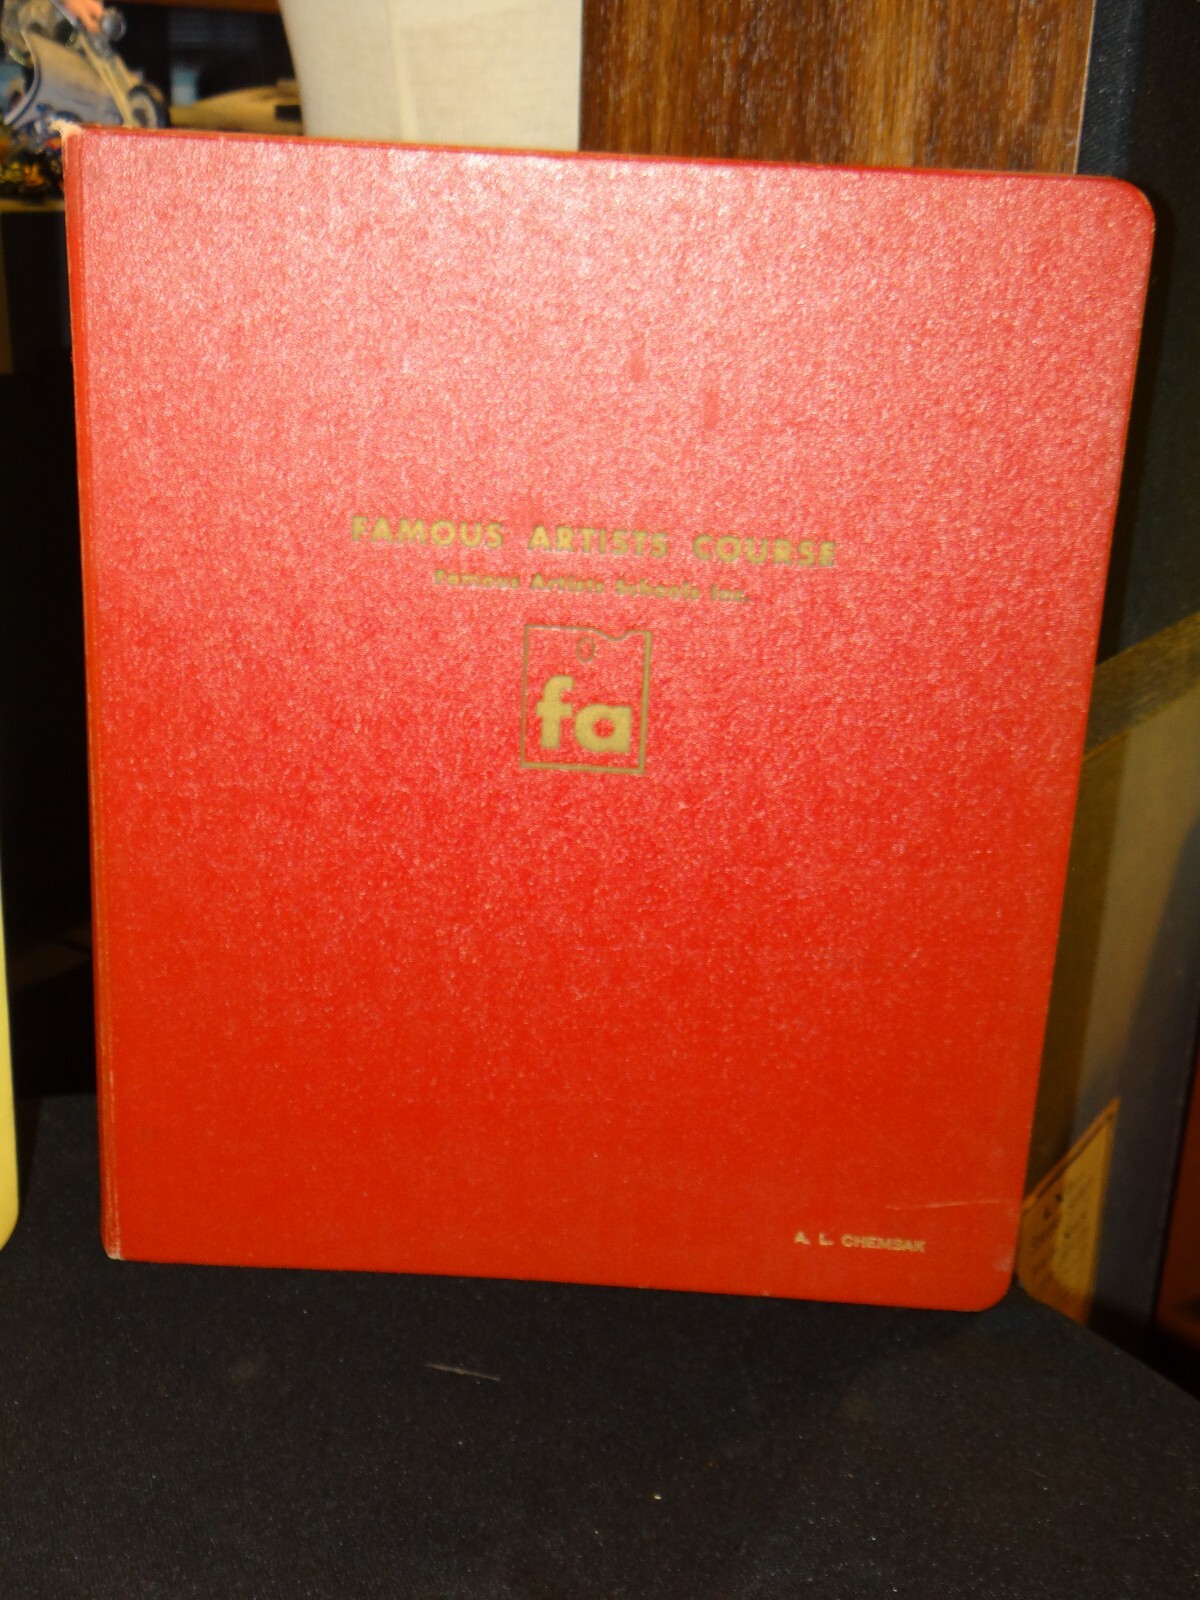 FAMOUS ARTISTS COURSE
Famous Artists Schools Inc.
fa
A. L. CHEMSAK